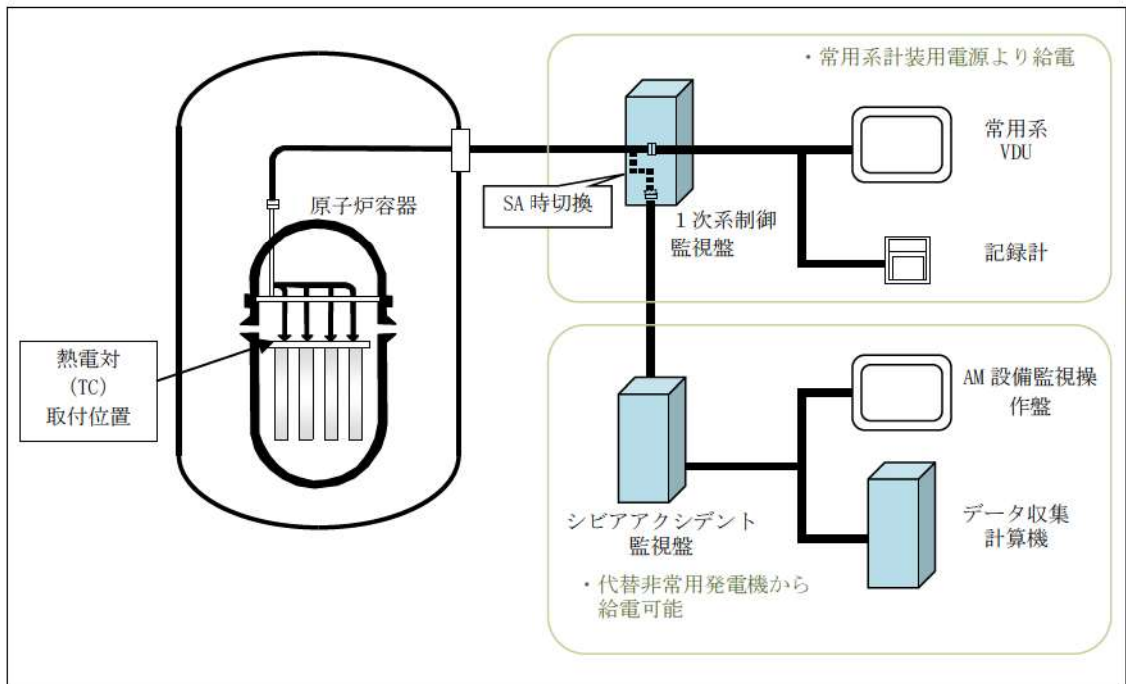 ・常用系計装用電源より給電
常用系
VDU
SA 時切換
１次系制御
監視盤
記録計
原子炉容器
熱電対
(TC)
取付位置
AM 設備監視操
作盤
シビアアクシデント
監視盤
データ収集
計算機
・代替非常用発電機から
給電可能